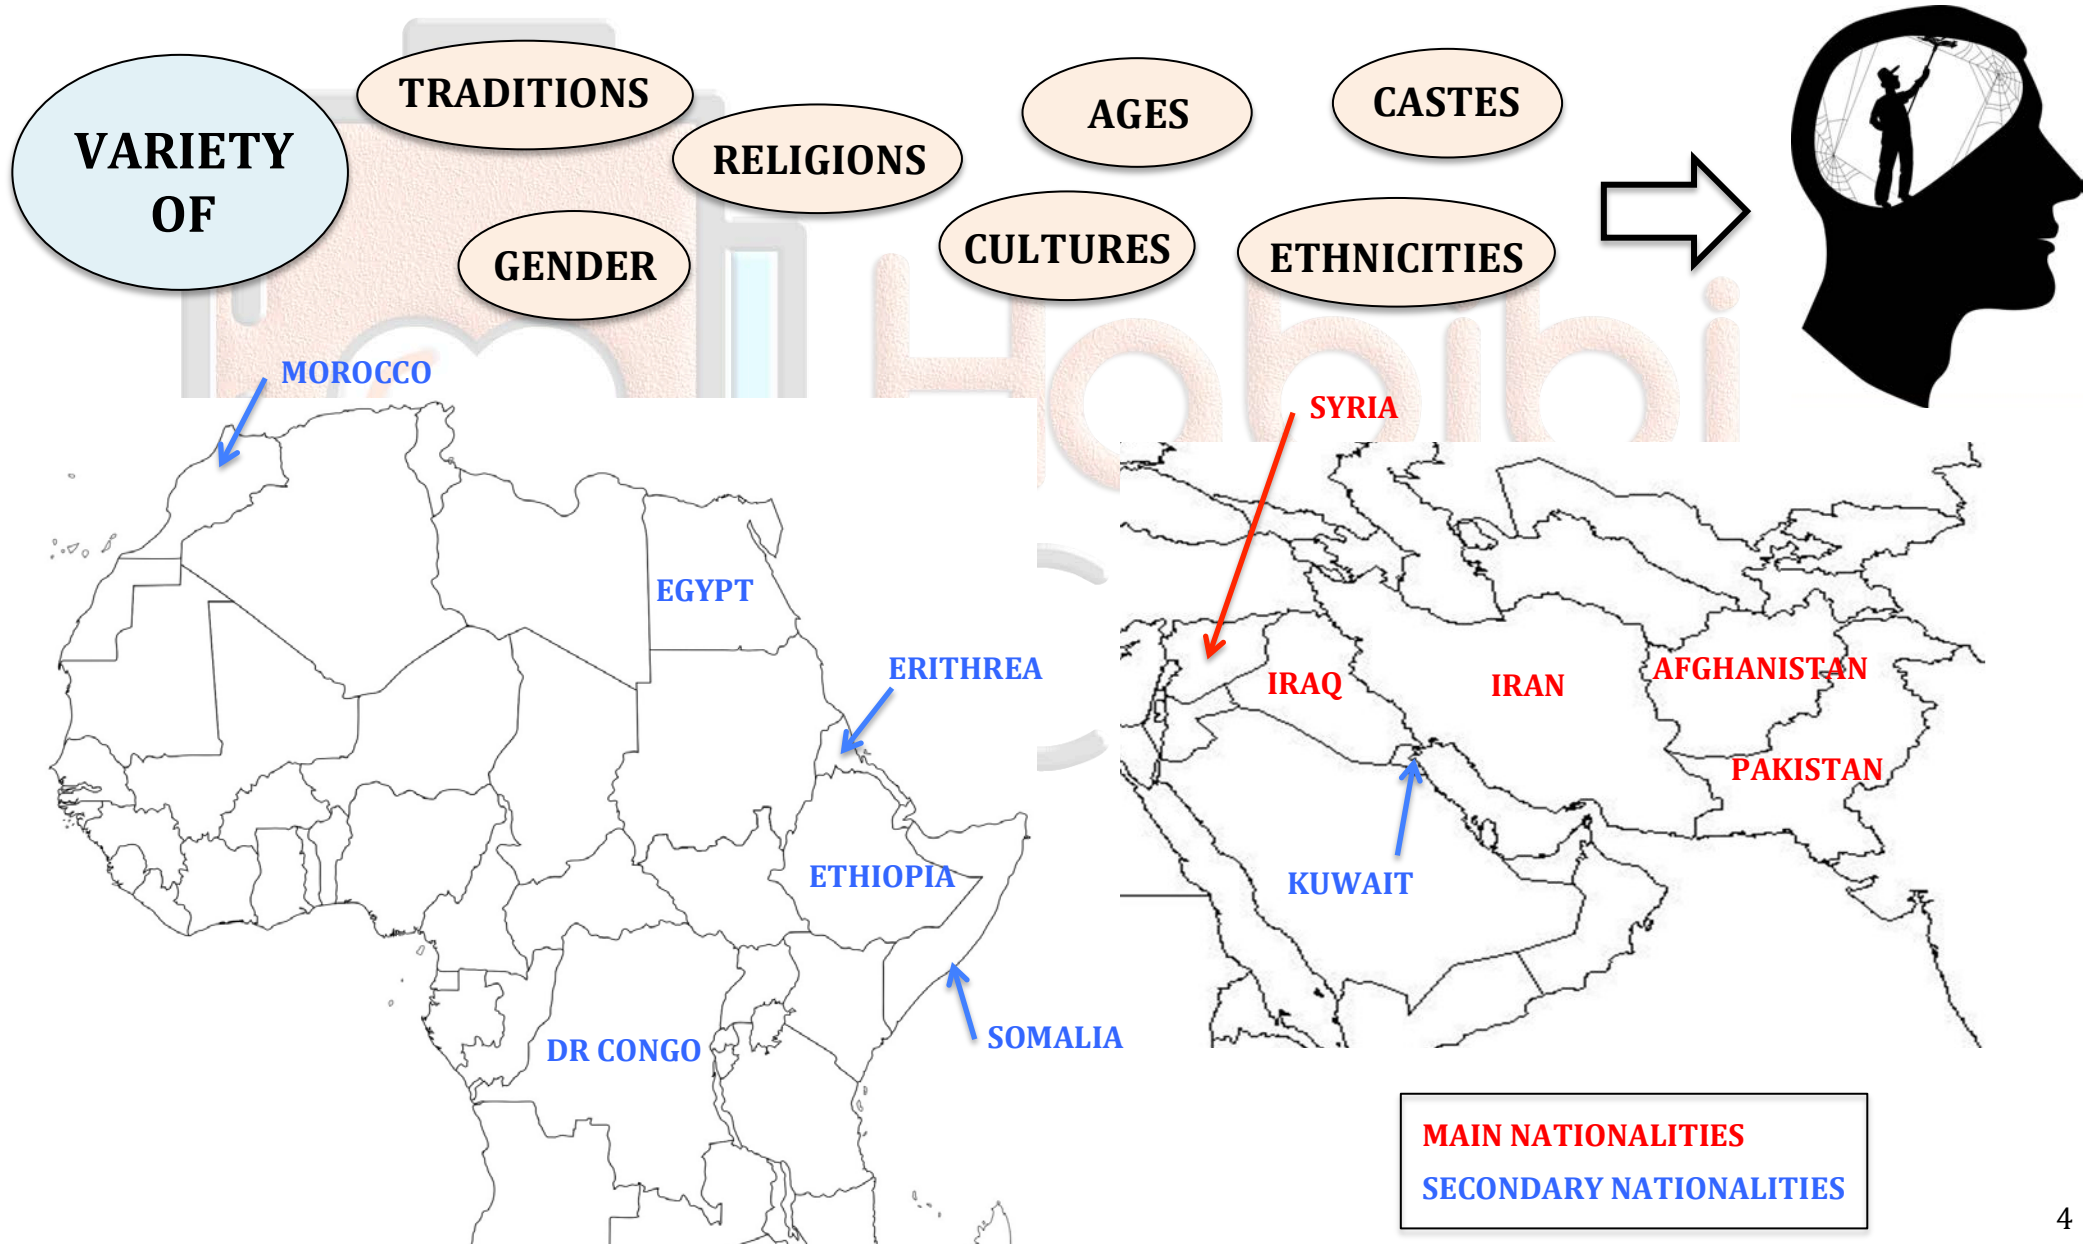 VARIETY
OF
TRADITIONS
RELIGIONS
GENDER
AGES
CULTURES
CASTES
ETHNICITIES
Habibi
MOROCCO
EGYPT
ERITHREA
ETHIOPIA
SOMALIA
DR CONGO
SYRIA
IRAQ
IRAN
AFGHANISTAN
PAKISTAN
KUWAIT
MAIN NATIONALITIES
SECONDARY NATIONALITIES
4